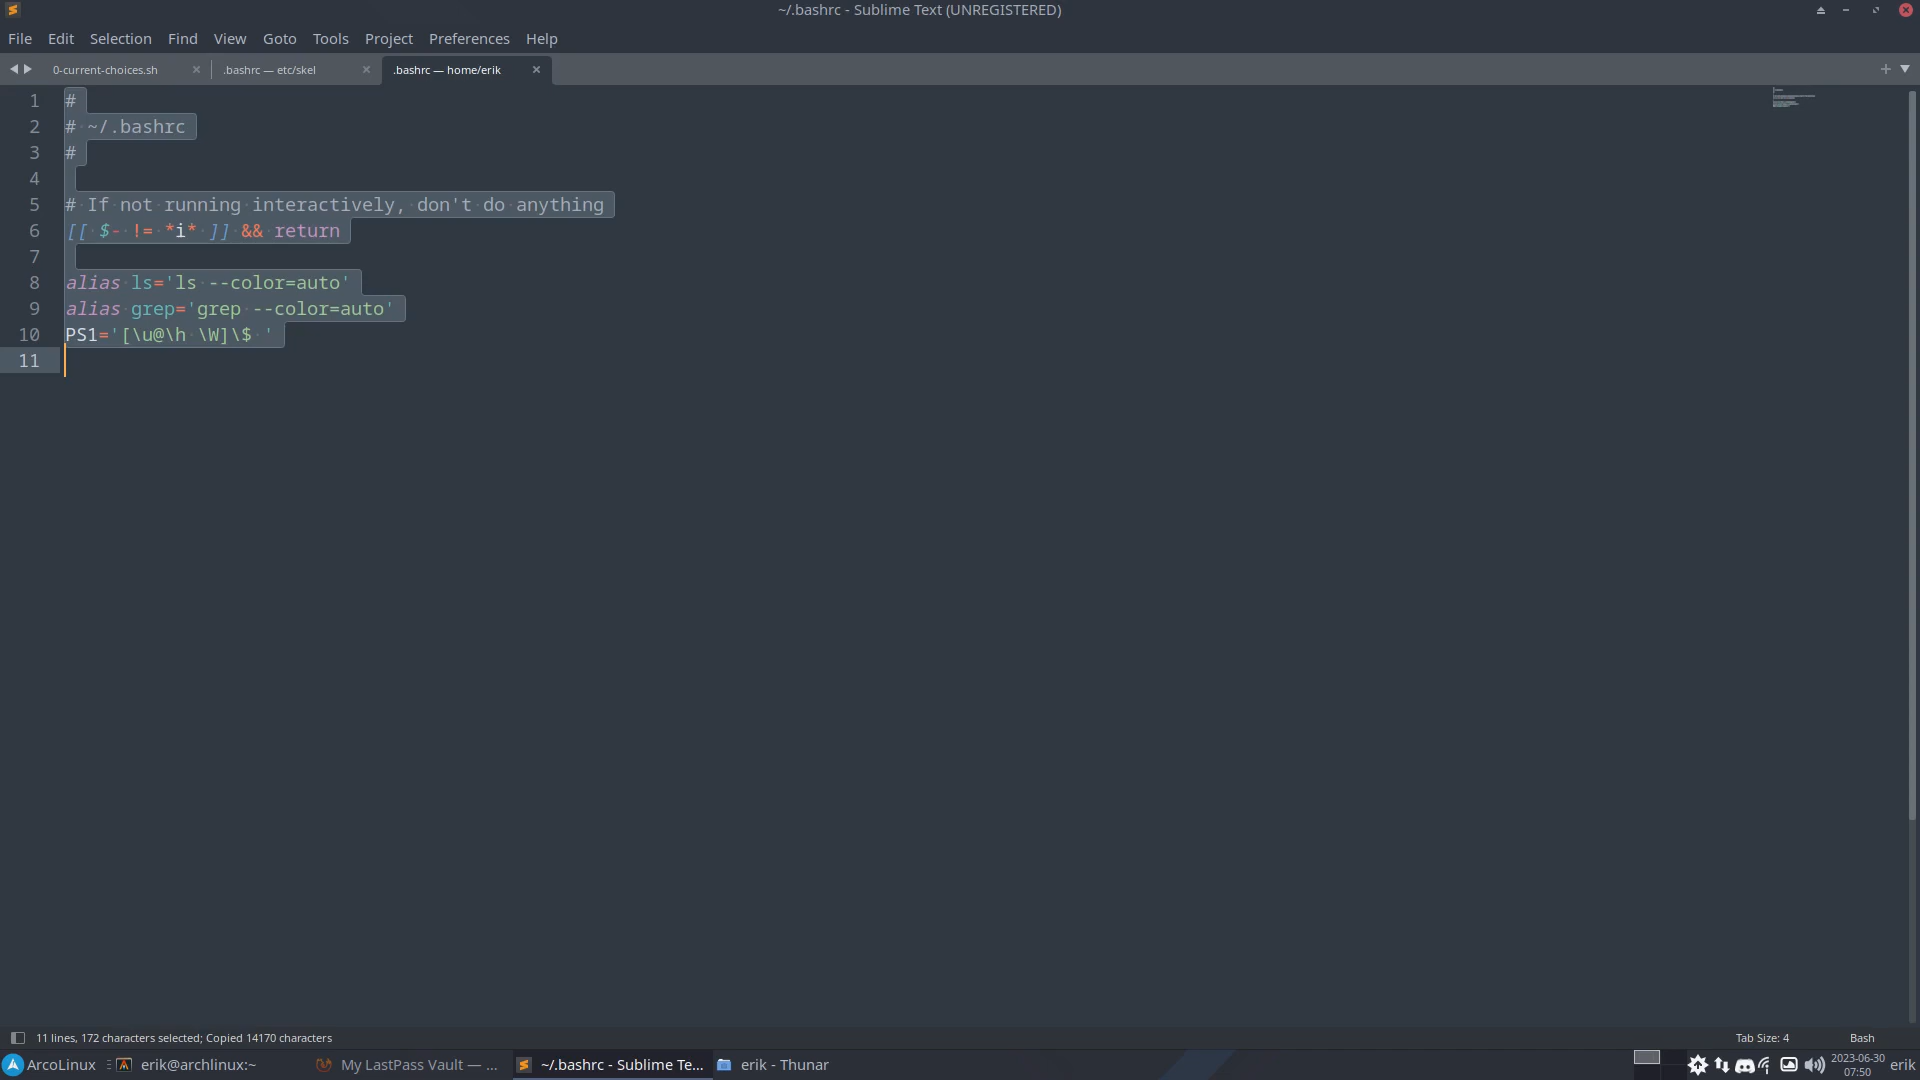 ~/.bashrc - Sublime Text (UNREGISTERED)
File Edit Selection Find View Goto Tools Project Preferences Help
0-current-choices.sh .bashrc — etc/skel .bashrc — home/erik
1 #
2 # ~/.bashrc
3 #
4
5 # If not running interactively, don't do anything
6 [[ $- != *i* ]] && return
7
8 alias ls='ls --color=auto'
9 alias grep='grep --color=auto'
10 PS1='[\u@\h \W]\$ '
11
11 lines, 172 characters selected; Copied 14170 characters Tab Size: 4 Bash
ArcoLinux erik@archlinux:~ My LastPass Vault — ... ~/.bashrc - Sublime Te... erik - Thunar 2023-06-30 erik
07:50